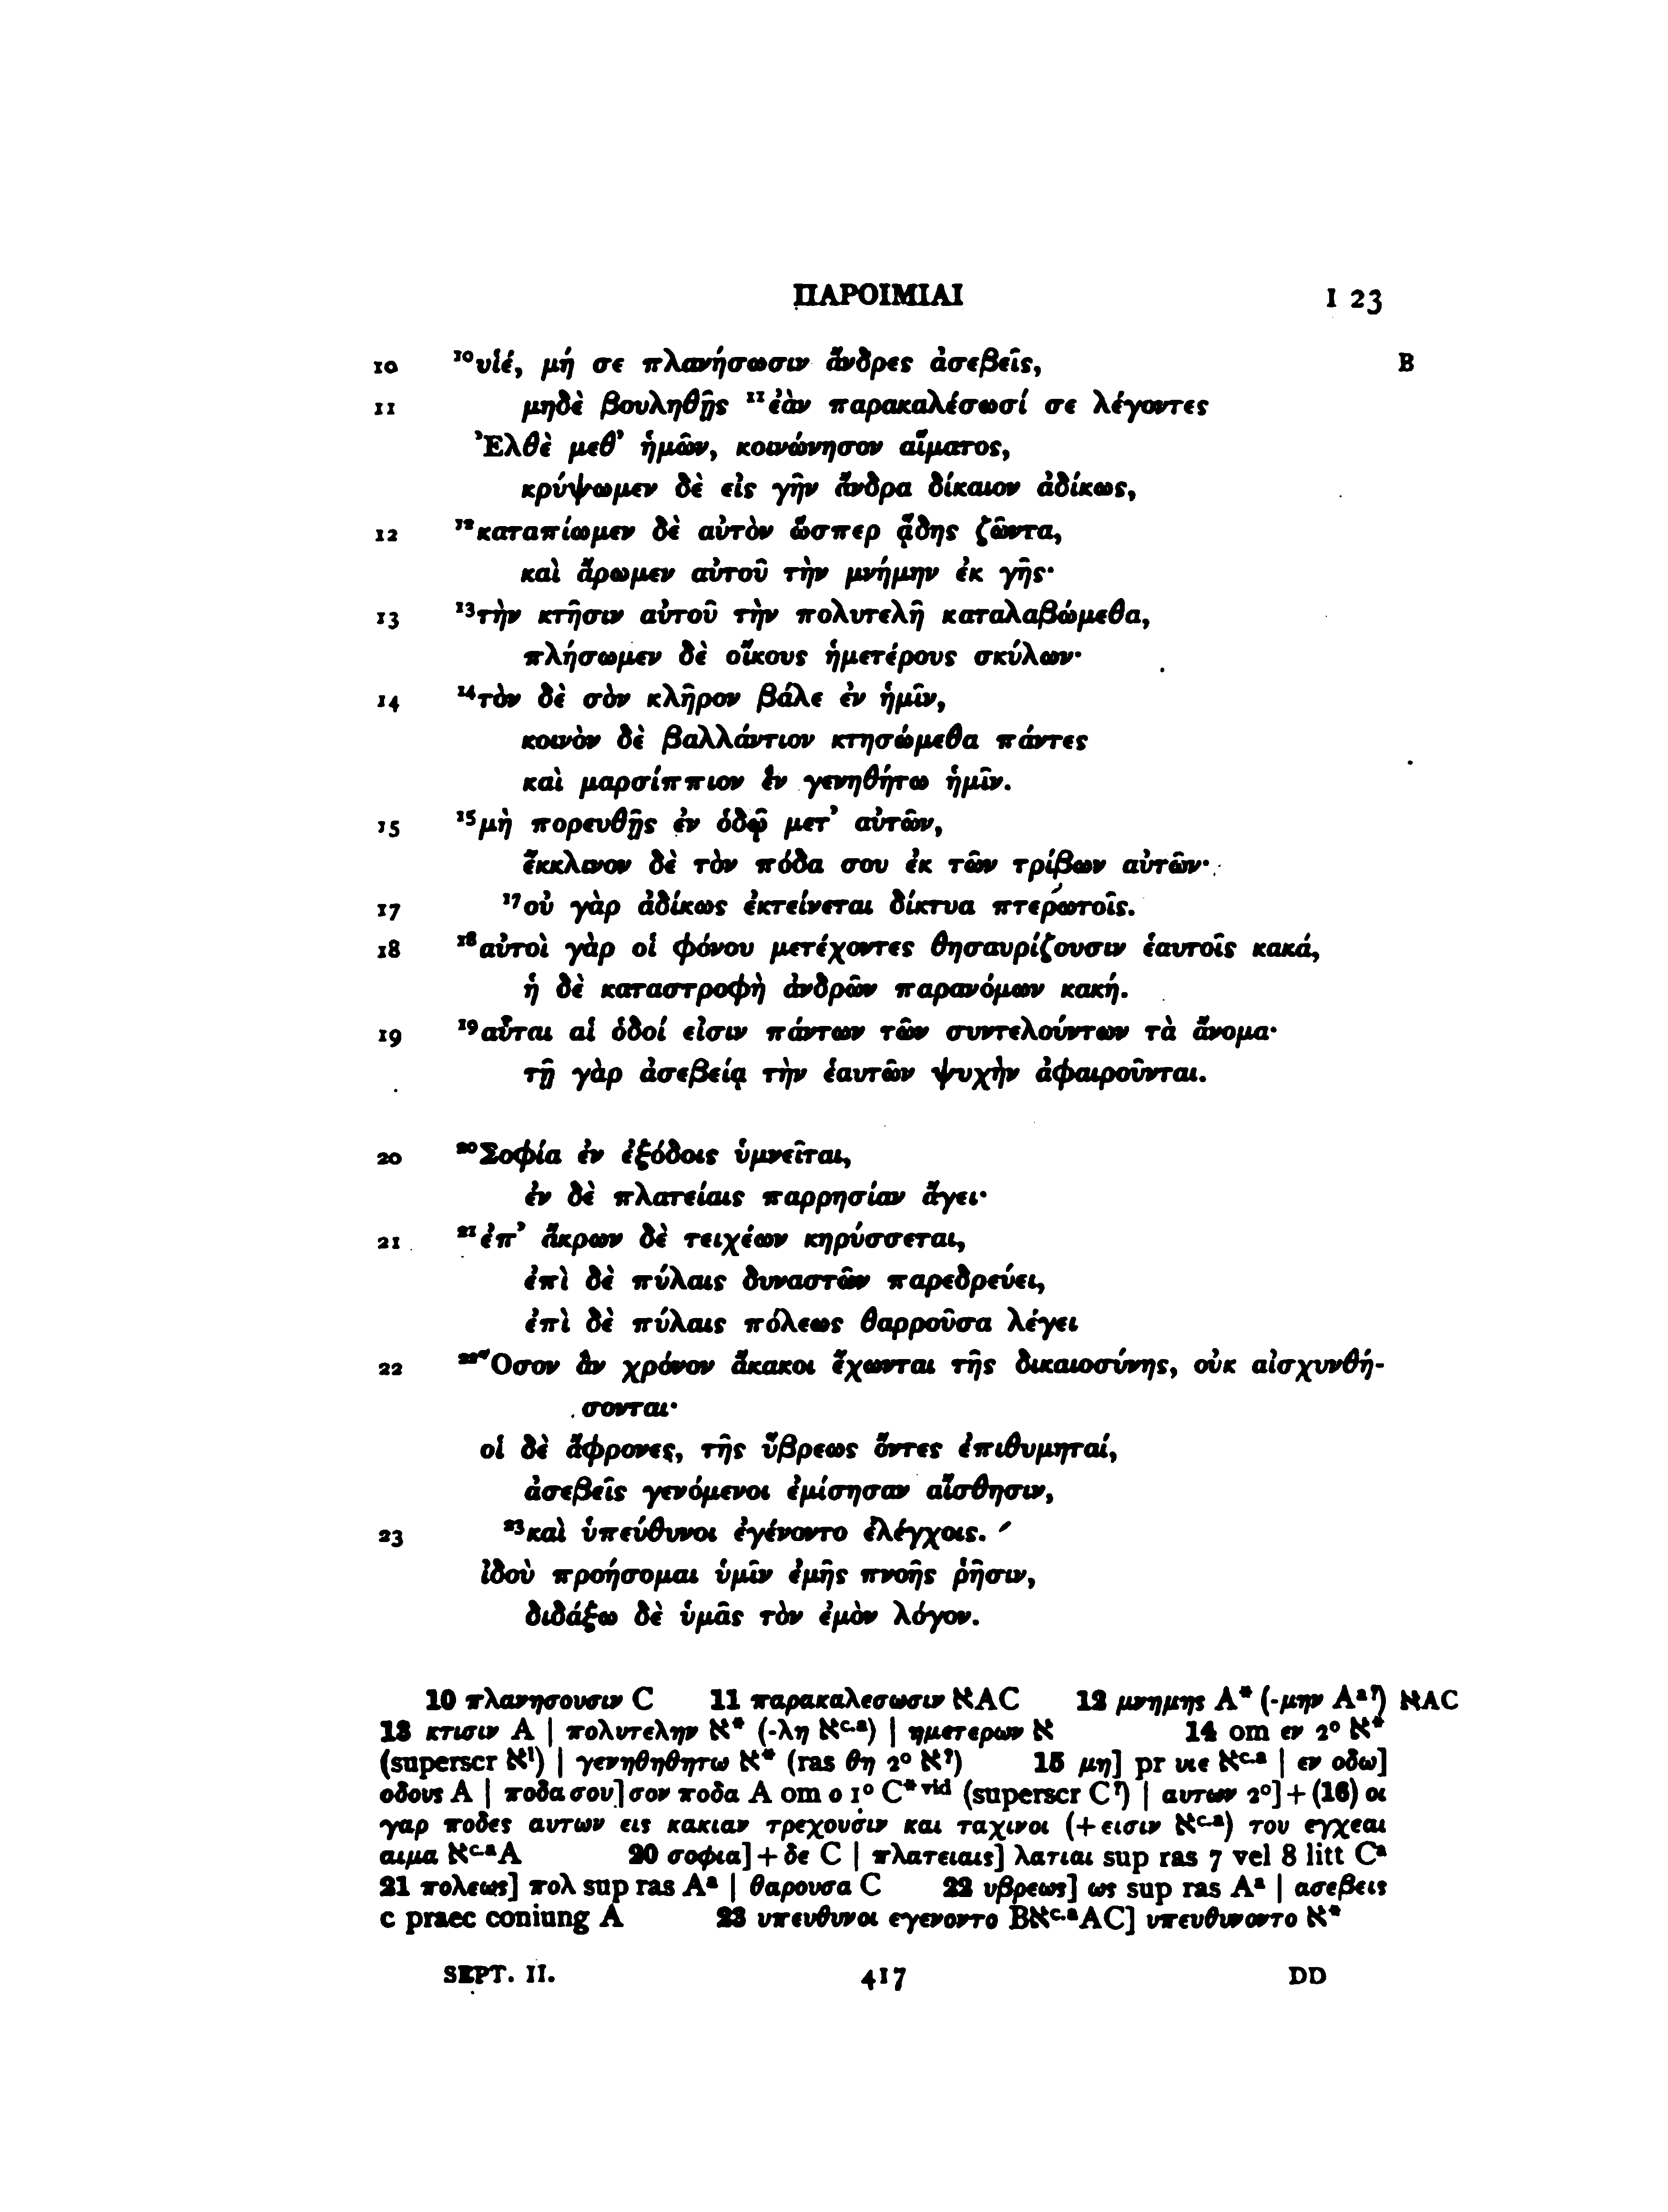 ΠΑΡΟΙΜΙΑΙ I 23
10 ¹⁰υἱέ, μή σε πλανήσωσιν ἄνδρες ἀσεβεῖς, B
11 μηδὲ βουληθῇς ¹¹ἐὰν παρακαλέσωσί σε λέγοντες
Ἐλθὲ μεθ’ ἡμῶν, κοινώνησον αἵματος,
κρύψωμεν δὲ εἰς γῆν ἄνδρα δίκαιον ἀδίκως,
12 ¹²καταπίωμεν δὲ αὐτὸν ὥσπερ ᾅδης ζῶντα,
καὶ ἄρωμεν αὐτοῦ τὴν μνήμην ἐκ γῆς·
13 ¹³τὴν κτῆσιν αὐτοῦ τὴν πολυτελῆ καταλαβώμεθα,
πλήσωμεν δὲ οἴκους ἡμετέρους σκύλων·
14 ¹⁴τὸν δὲ σὸν κλῆρον βάλε ἐν ἡμῖν,
κοινὸν δὲ βαλλάντιον κτησώμεθα πάντες
καὶ μαρσίππιον ἓν γενηθήτω ἡμῖν.
15 ¹⁵μὴ πορευθῇς ἐν ὁδῷ μετ’ αὐτῶν,
ἔκκλινον δὲ τὸν πόδα σου ἐκ τῶν τρίβων αὐτῶν·
17 ¹⁷οὐ γὰρ ἀδίκως ἐκτείνεται δίκτυα πτερωτοῖς.
18 ¹⁸αὐτοὶ γὰρ οἱ φόνου μετέχοντες θησαυρίζουσιν ἑαυτοῖς κακά,
ἡ δὲ καταστροφὴ ἀνδρῶν παρανόμων κακή.
19 ¹⁹αὗται αἱ ὁδοί εἰσιν πάντων τῶν συντελούντων τὰ ἄνομα·
τῇ γὰρ ἀσεβείᾳ τὴν ἑαυτῶν ψυχὴν ἀφαιροῦνται.
20 ²⁰Σοφία ἐν ἐξόδοις ὑμνεῖται,
ἐν δὲ πλατείαις παρρησίαν ἄγει·
21 ²¹ἐπ’ ἄκρων δὲ τειχέων κηρύσσεται,
ἐπὶ δὲ πύλαις δυναστῶν παρεδρεύει,
ἐπὶ δὲ πύλαις πόλεως θαρροῦσα λέγει
22 ²²Ὅσον ἂν χρόνον ἄκακοι ἔχωνται τῆς δικαιοσύνης, οὐκ αἰσχυνθή-
σονται·
οἱ δὲ ἄφρονες, τῆς ὕβρεως ὄντες ἐπιθυμηταί,
ἀσεβεῖς γενόμενοι ἐμίσησαν αἴσθησιν,
23 ²³καὶ ὑπεύθυνοι ἐγένοντο ἐλέγχοις.
ἰδοὺ προήσομαι ὑμῖν ἐμῆς πνοῆς ῥῆσιν,
διδάξω δὲ ὑμᾶς τὸν ἐμὸν λόγον.
10 πλανησουσιν C 11 παρακαλεσωσιν ℵAC 12 μνημης A* (-μην Aᵃ?) ℵAC
13 κτισιν A | πολυτελην ℵ* (-λη ℵᶜ·ᵃ) | ημετερων ℵ 14 om εν 2° ℵ*
(superscr ℵ¹) | γενηθηθητω ℵ* (ras θη 2° ℵ?) 15 μη] pr υιε ℵᶜ·ᵃ | εν οδω]
οδους A | ποδα σου] σον ποδα A om ο 1° C*ᵛⁱᵈ (superscr C?) | αυτων 2°] + (16) οι
γαρ ποδες αυτων εις κακιαν τρεχουσιν και ταχινοι (+ εισιν ℵᶜ·ᵃ) του εγχεαι
αιμα ℵᶜ·ᵃA 20 σοφια] + δε C | πλατειαις] λατιαι sup ras 7 vel 8 litt Cᵃ
21 πολεως] πολ sup ras Aᵃ | θαρουσα C 22 υβρεως] ως sup ras Aᵃ | ασεβεις
c praec coniung A 23 υπευθυνοι εγενοντο Bℵᶜ·ᵃAC] υπευθυνοντο ℵ*
SEPT. II. 417 DD